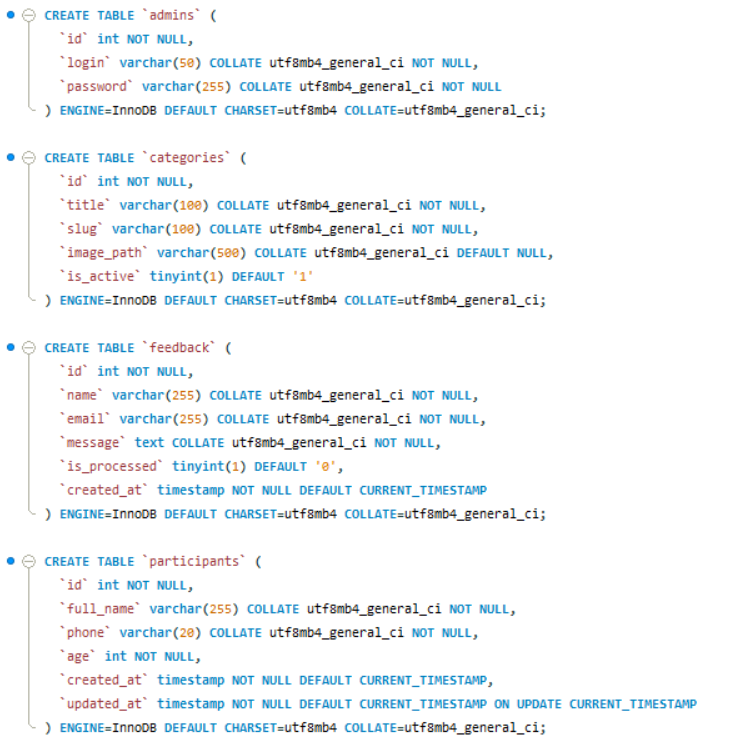 CREATE TABLE `admins` (
`id` int NOT NULL,
`login` varchar(50) COLLATE utf8mb4_general_ci NOT NULL,
`password` varchar(255) COLLATE utf8mb4_general_ci NOT NULL
) ENGINE=InnoDB DEFAULT CHARSET=utf8mb4 COLLATE=utf8mb4_general_ci;
CREATE TABLE `categories` (
`id` int NOT NULL,
`title` varchar(100) COLLATE utf8mb4_general_ci NOT NULL,
`slug` varchar(100) COLLATE utf8mb4_general_ci NOT NULL,
`image_path` varchar(500) COLLATE utf8mb4_general_ci DEFAULT NULL,
`is_active` tinyint(1) DEFAULT '1'
) ENGINE=InnoDB DEFAULT CHARSET=utf8mb4 COLLATE=utf8mb4_general_ci;
CREATE TABLE `feedback` (
`id` int NOT NULL,
`name` varchar(255) COLLATE utf8mb4_general_ci NOT NULL,
`email` varchar(255) COLLATE utf8mb4_general_ci NOT NULL,
`message` text COLLATE utf8mb4_general_ci NOT NULL,
`is_processed` tinyint(1) DEFAULT '0',
`created_at` timestamp NOT NULL DEFAULT CURRENT_TIMESTAMP
) ENGINE=InnoDB DEFAULT CHARSET=utf8mb4 COLLATE=utf8mb4_general_ci;
CREATE TABLE `participants` (
`id` int NOT NULL,
`full_name` varchar(255) COLLATE utf8mb4_general_ci NOT NULL,
`phone` varchar(20) COLLATE utf8mb4_general_ci NOT NULL,
`age` int NOT NULL,
`created_at` timestamp NOT NULL DEFAULT CURRENT_TIMESTAMP,
`updated_at` timestamp NOT NULL DEFAULT CURRENT_TIMESTAMP ON UPDATE CURRENT_TIMESTAMP
) ENGINE=InnoDB DEFAULT CHARSET=utf8mb4 COLLATE=utf8mb4_general_ci;